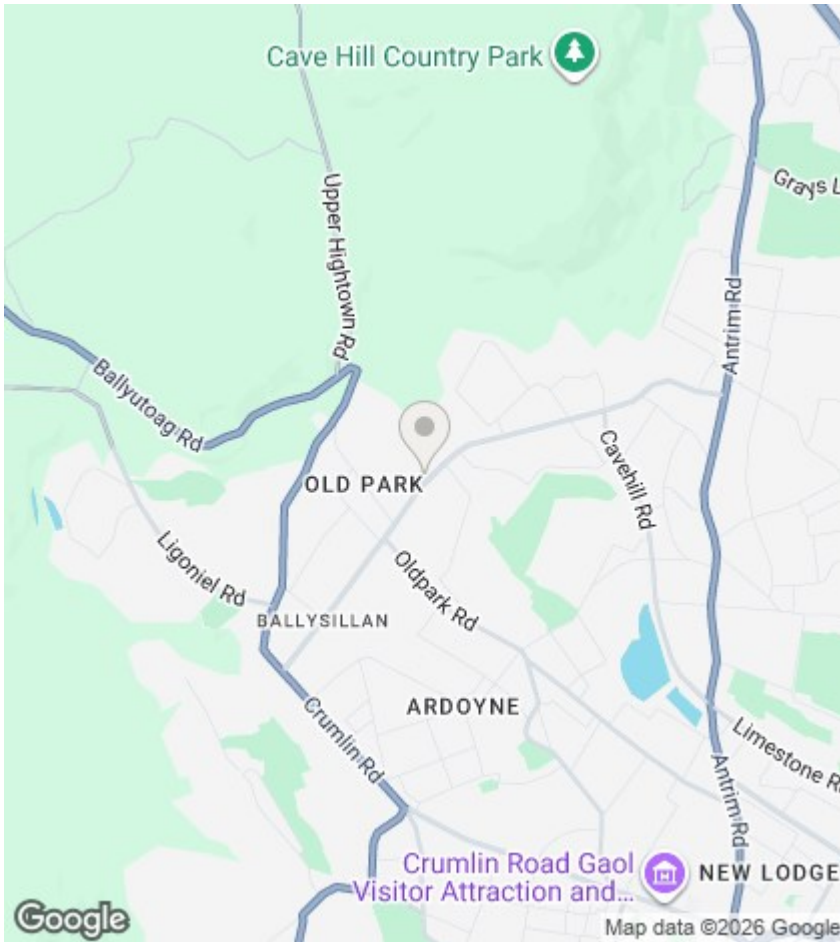 Cave Hill Country Park
Grays L
Upper Hightown Rd
Antrim Rd
Ballyutoag Rd
Cavehill Rd
OLD PARK
Ligoniel Rd
Oldpark Rd
BALLYSILLAN
ARDOYNE
Crumlin Rd
Limestone R
Antrim Rd
Crumlin Road Gaol
Visitor Attraction and...
NEW LODGE
Google
Map data ©2026 Google